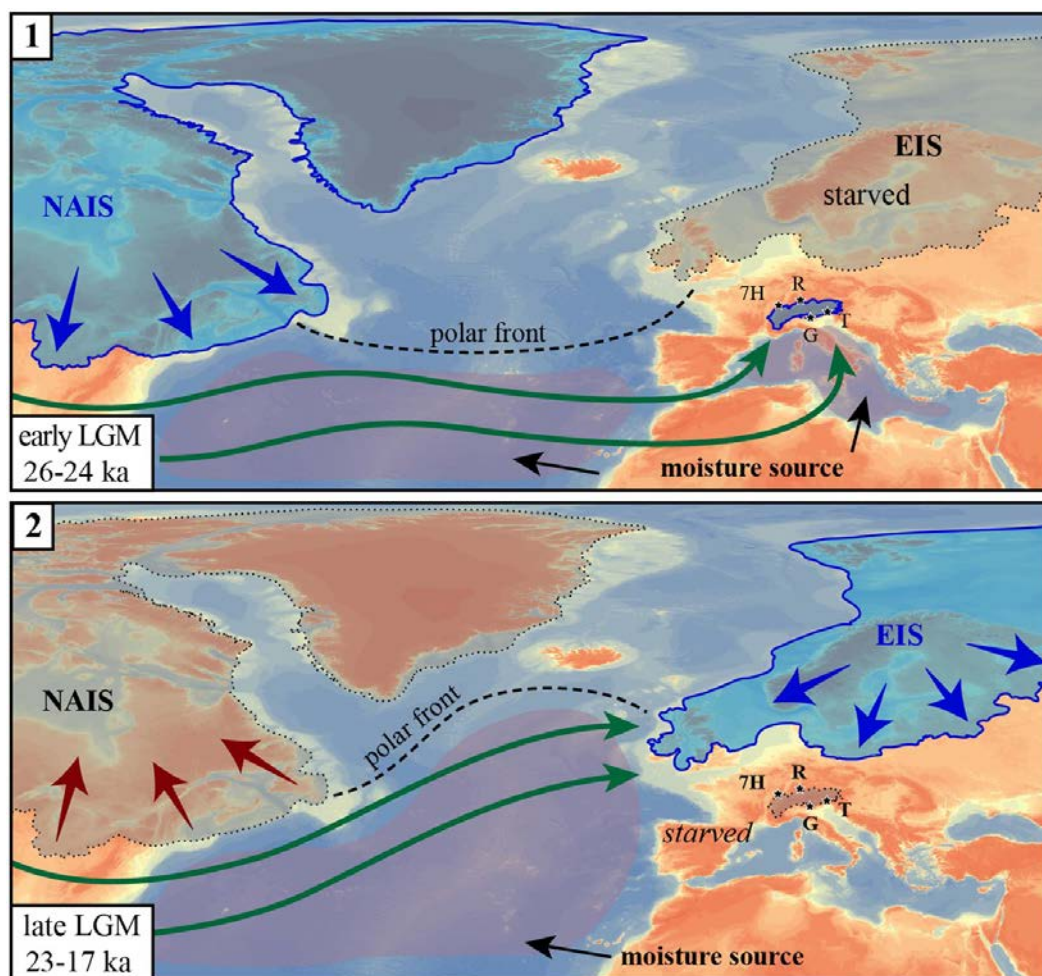 1
NAIS
EIS
starved
7H
R
G
T
polar front
early LGM
26-24 ka
moisture source
2
NAIS
EIS
polar front
7H
R
G
T
starved
late LGM
23-17 ka
moisture source